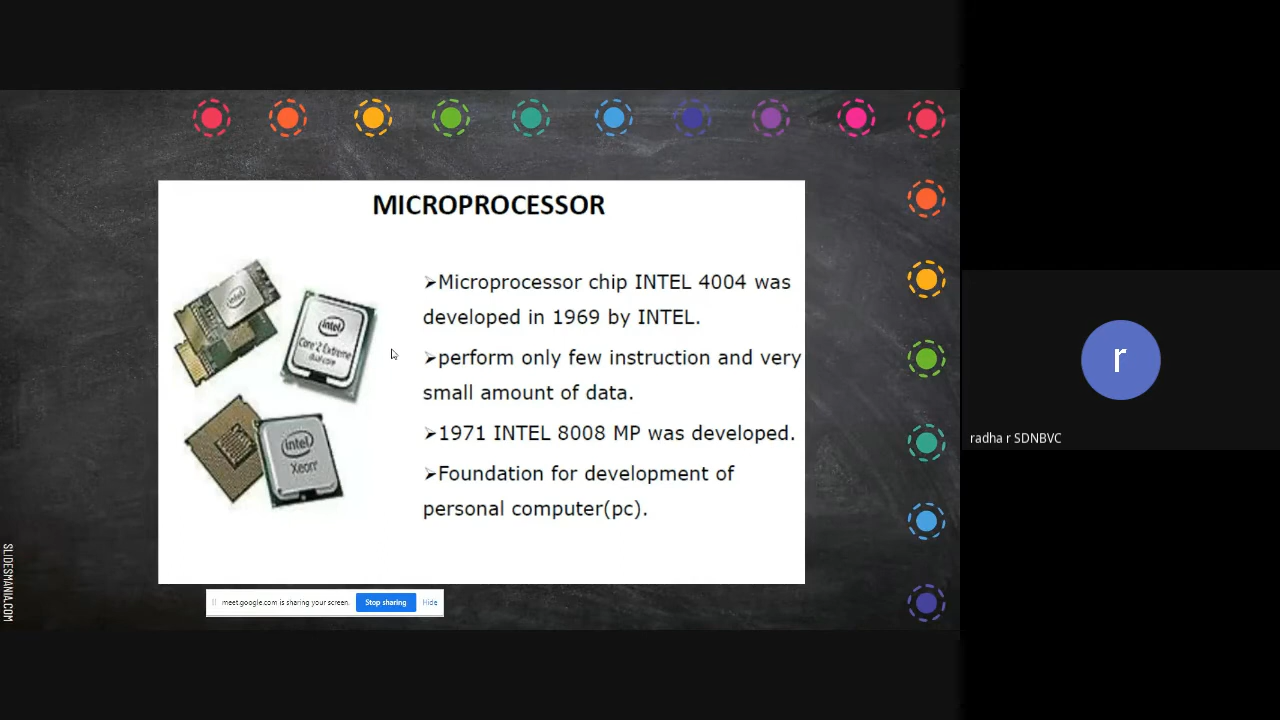 MICROPROCESSOR
➢Microprocessor chip INTEL 4004 was
developed in 1969 by INTEL.
➢perform only few instruction and very
small amount of data.
➢1971 INTEL 8008 MP was developed.
➢Foundation for development of
personal computer(pc).
intel
Core 2 Extreme
dual-core
intel
Xeon
SLIDESMANIA.COM
meet.google.com is sharing your screen.
Stop sharing
Hide
r
radha r SDNBVC